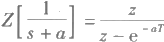 Z[1/(s+a)] = z/(z−e^{−aT})